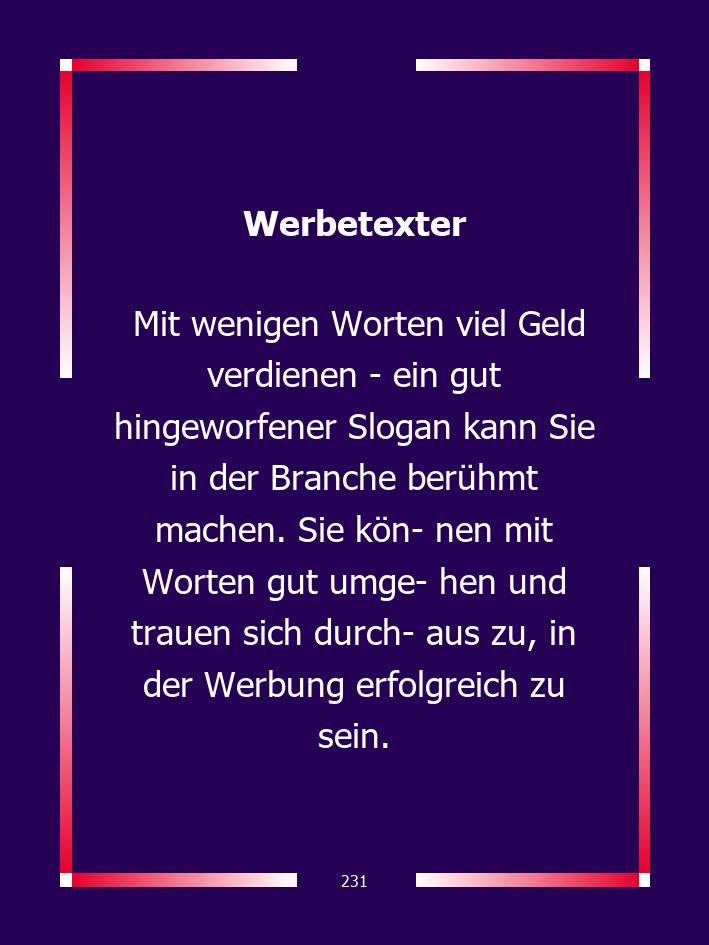 Werbetexter
Mit wenigen Worten viel Geld
verdienen - ein gut
hingeworfener Slogan kann Sie
in der Branche berühmt
machen. Sie kön- nen mit
Worten gut umge- hen und
trauen sich durch- aus zu, in
der Werbung erfolgreich zu
sein.
231